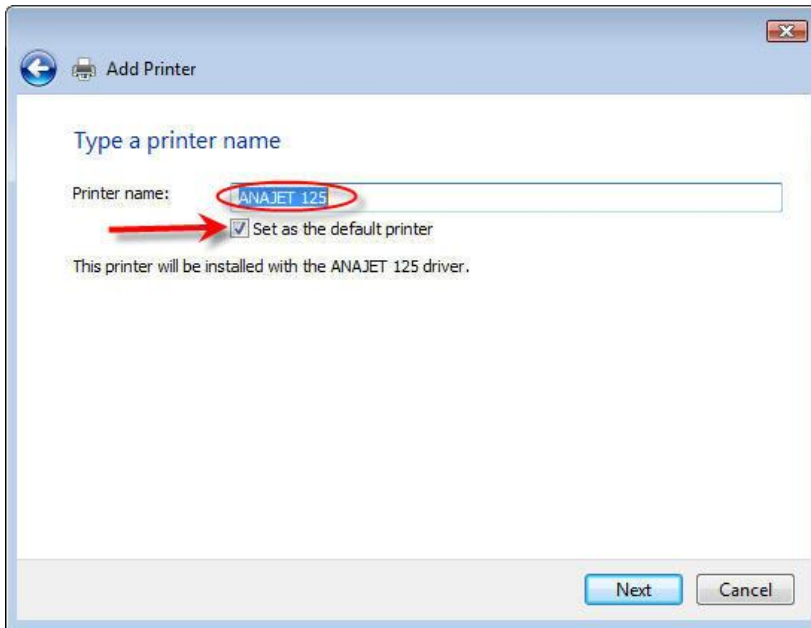 Add Printer
Type a printer name
Printer name: ANAJET 125
Set as the default printer
This printer will be installed with the ANAJET 125 driver.
Next Cancel